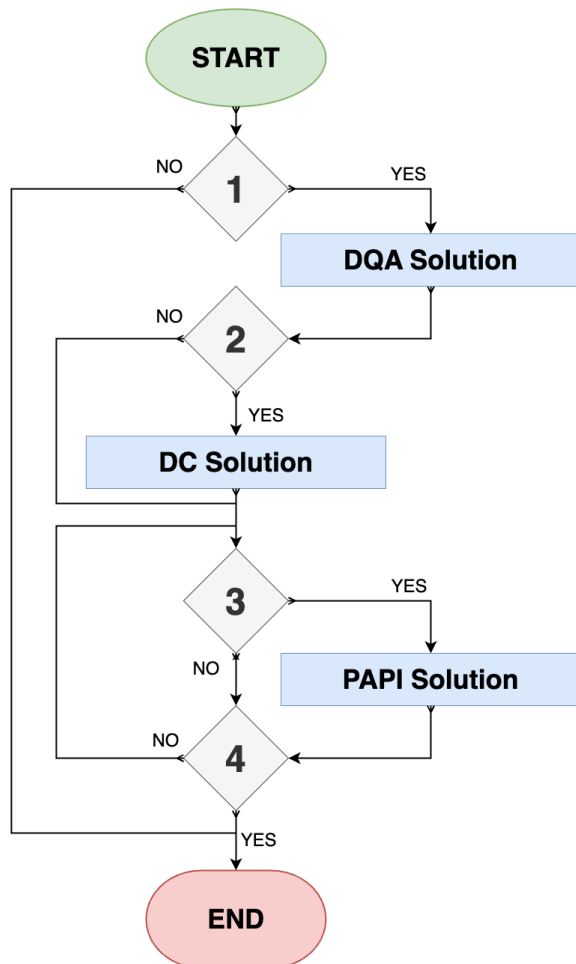 START
NO
1
YES
DQA Solution
NO
2
YES
DC Solution
3
YES
NO
PAPI Solution
NO
4
YES
END